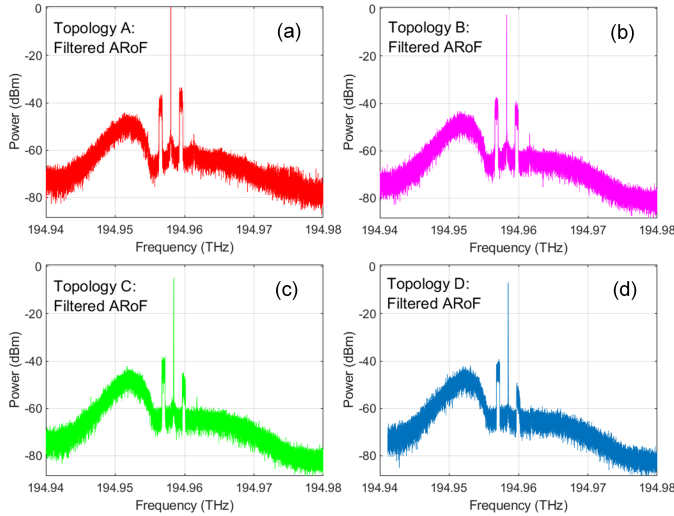 Topology A:
Filtered ARoF
(a)
0
-20
-40
-60
-80
Power (dBm)
194.94
194.95
194.96
194.97
194.98
Frequency (THz)
Topology B:
Filtered ARoF
(b)
0
-20
-40
-60
-80
Power (dBm)
194.94
194.95
194.96
194.97
194.98
Frequency (THz)
Topology C:
Filtered ARoF
(c)
0
-20
-40
-60
-80
Power (dBm)
194.94
194.95
194.96
194.97
194.98
Frequency (THz)
Topology D:
Filtered ARoF
(d)
0
-20
-40
-60
-80
Power (dBm)
194.94
194.95
194.96
194.97
194.98
Frequency (THz)